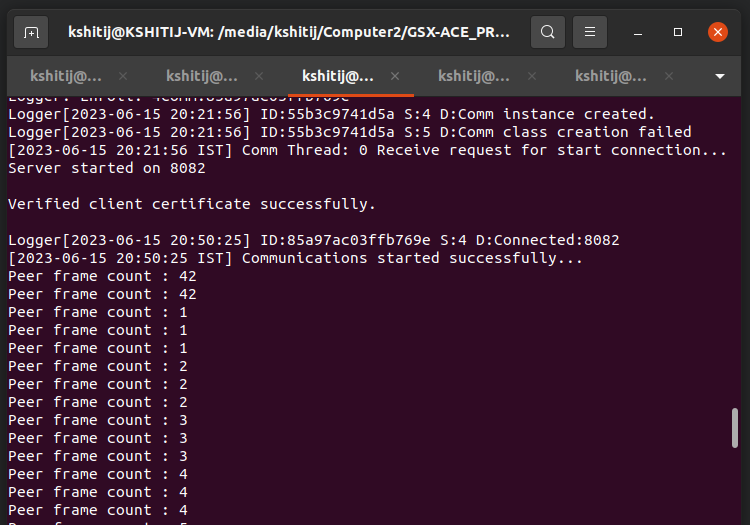 kshitij@KSHITIJ-VM: /media/kshitij/Computer2/GSX-ACE_PR...
kshitij@... × kshitij@... × kshitij@... × kshitij@... × kshitij@... ×
Logger[2023-06-15 20:21:56] ID:55b3c9741d5a S:4 D:Comm instance created.
Logger[2023-06-15 20:21:56] ID:55b3c9741d5a S:5 D:Comm class creation failed
[2023-06-15 20:21:56 IST] Comm Thread: 0 Receive request for start connection...
Server started on 8082
Verified client certificate successfully.
Logger[2023-06-15 20:50:25] ID:85a97ac03ffb769e S:4 D:Connected:8082
[2023-06-15 20:50:25 IST] Communications started successfully...
Peer frame count : 42
Peer frame count : 42
Peer frame count : 1
Peer frame count : 1
Peer frame count : 1
Peer frame count : 2
Peer frame count : 2
Peer frame count : 2
Peer frame count : 3
Peer frame count : 3
Peer frame count : 3
Peer frame count : 4
Peer frame count : 4
Peer frame count : 4